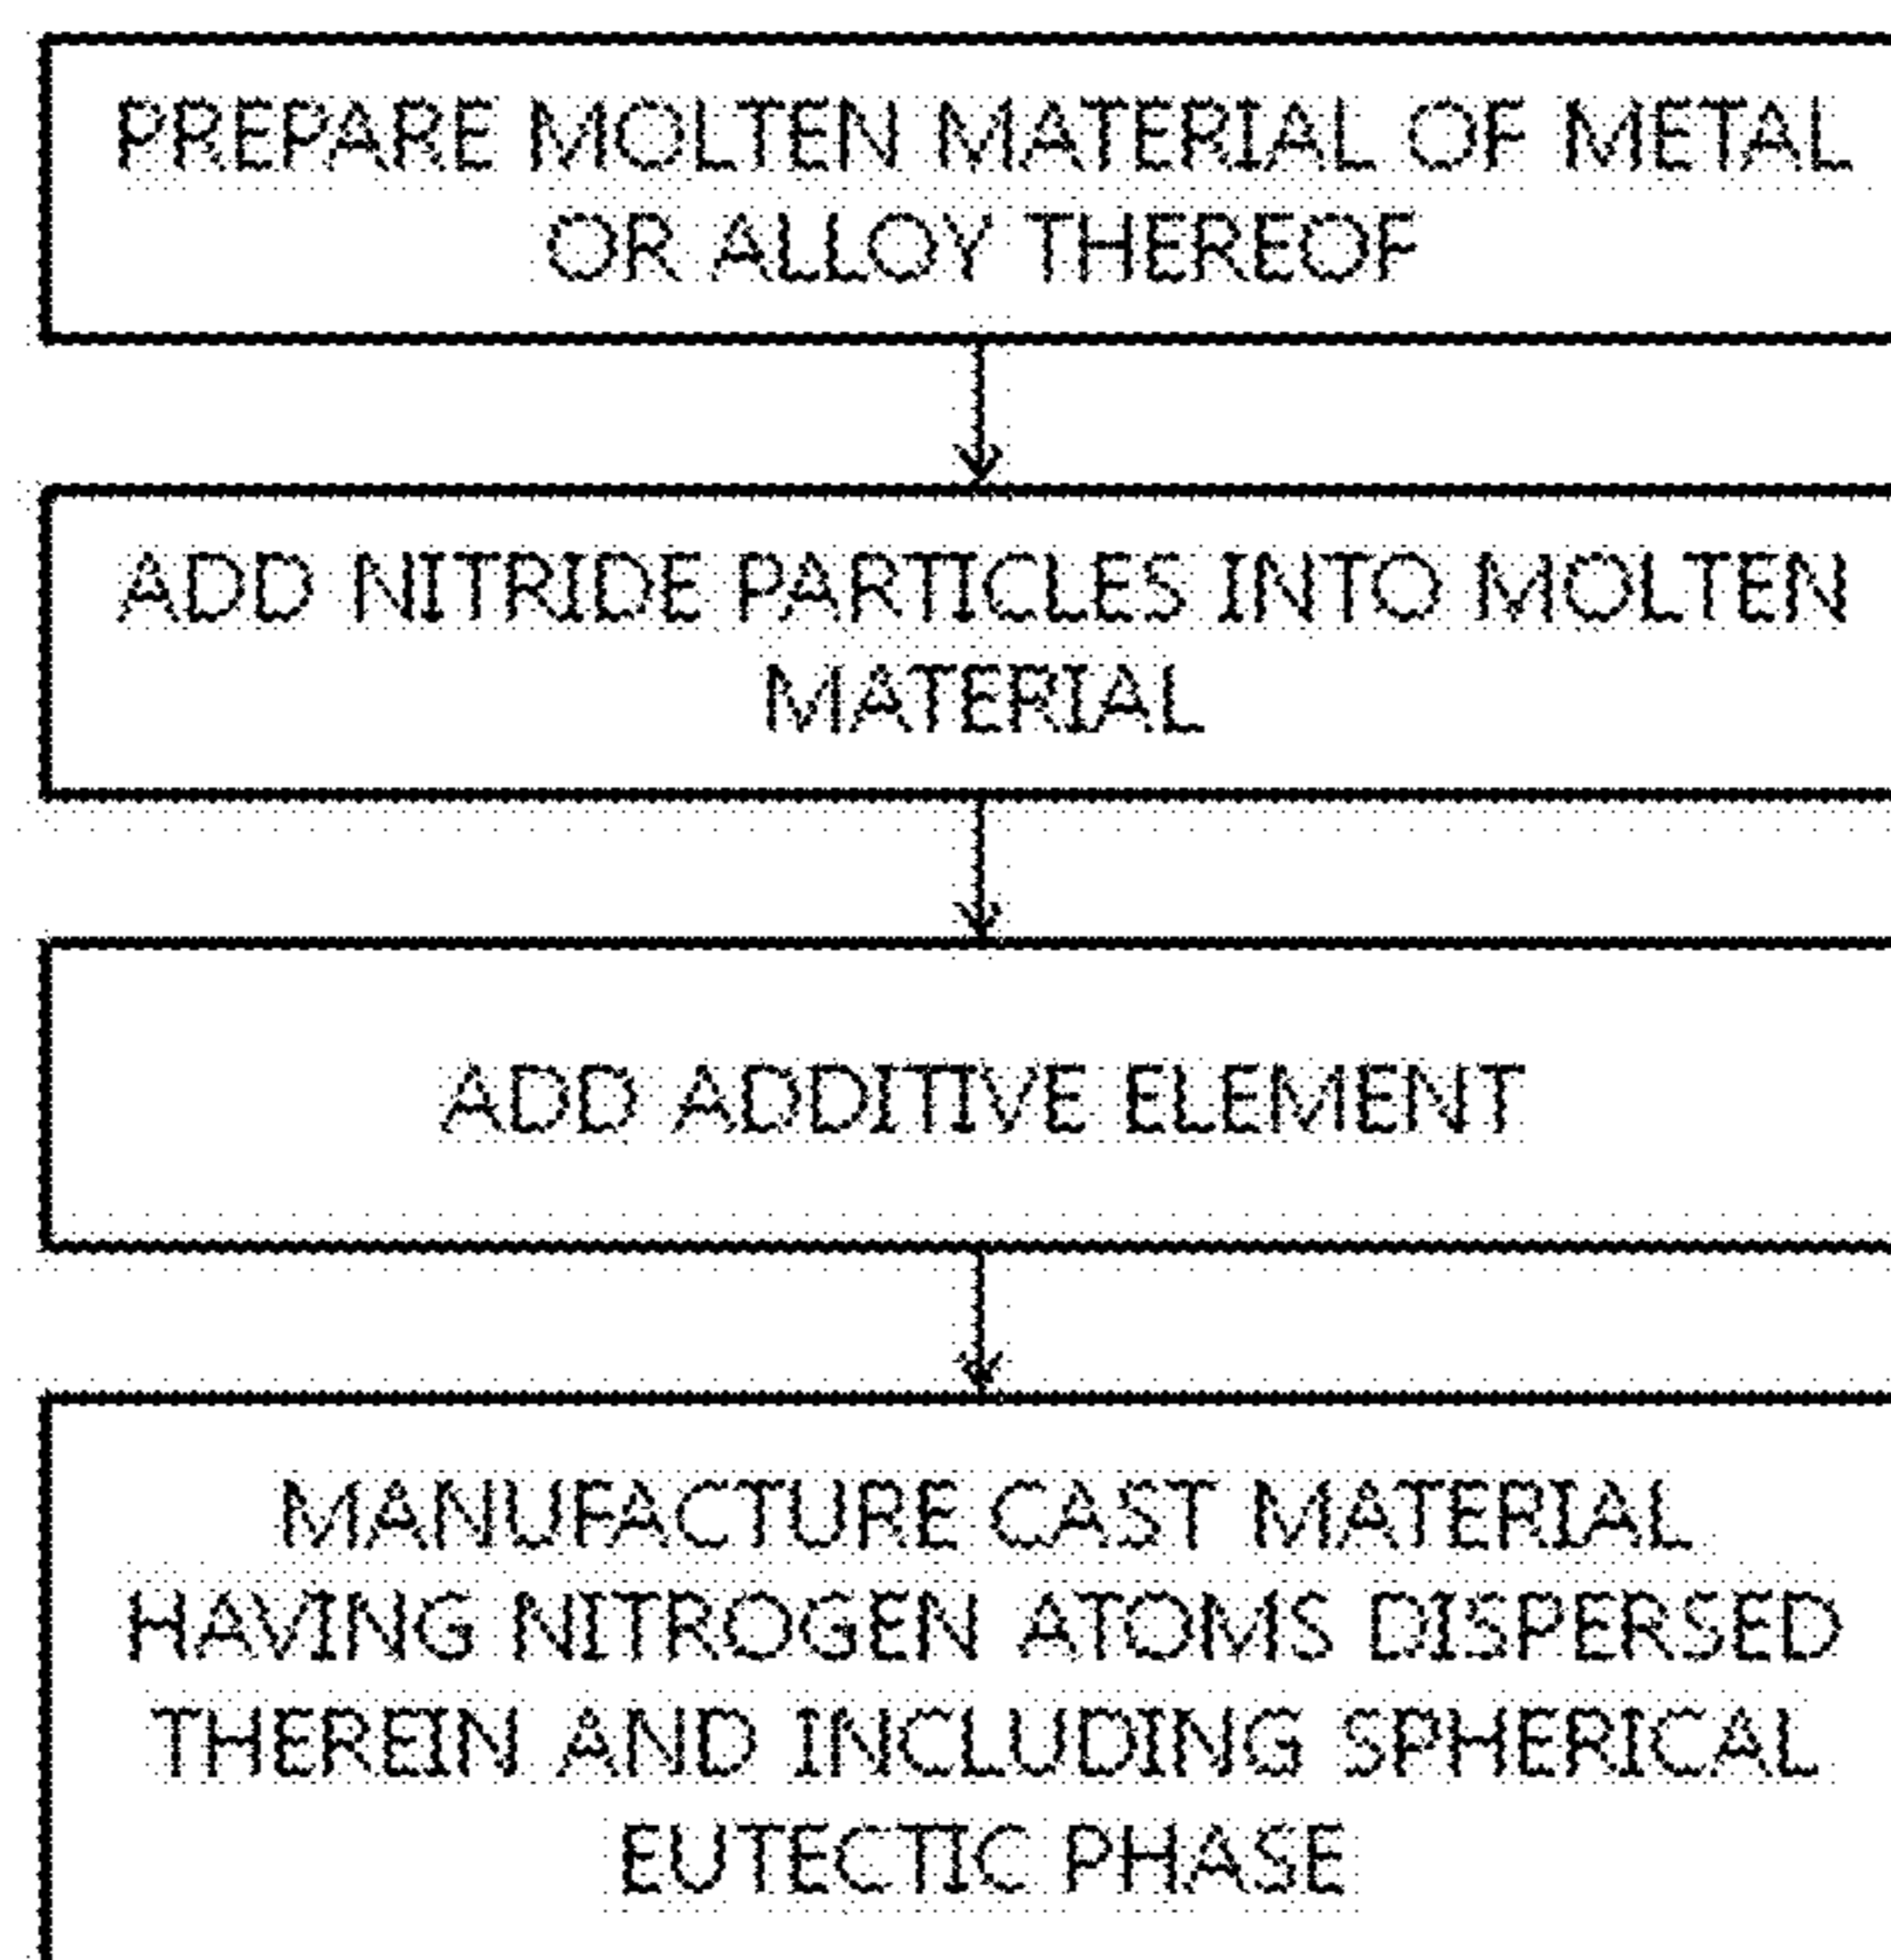 PREPARE MOLTEN MATERIAL OF METAL
OR ALLOY THEREOF
ADD NITRIDE PARTICLES INTO MOLTEN
MATERIAL
ADD ADDITIVE ELEMENT
MANUFACTURE CAST MATERIAL
HAVING NITROGEN ATOMS DISPERSED
THEREIN AND INCLUDING SPHERICAL
EUTECTIC PHASE